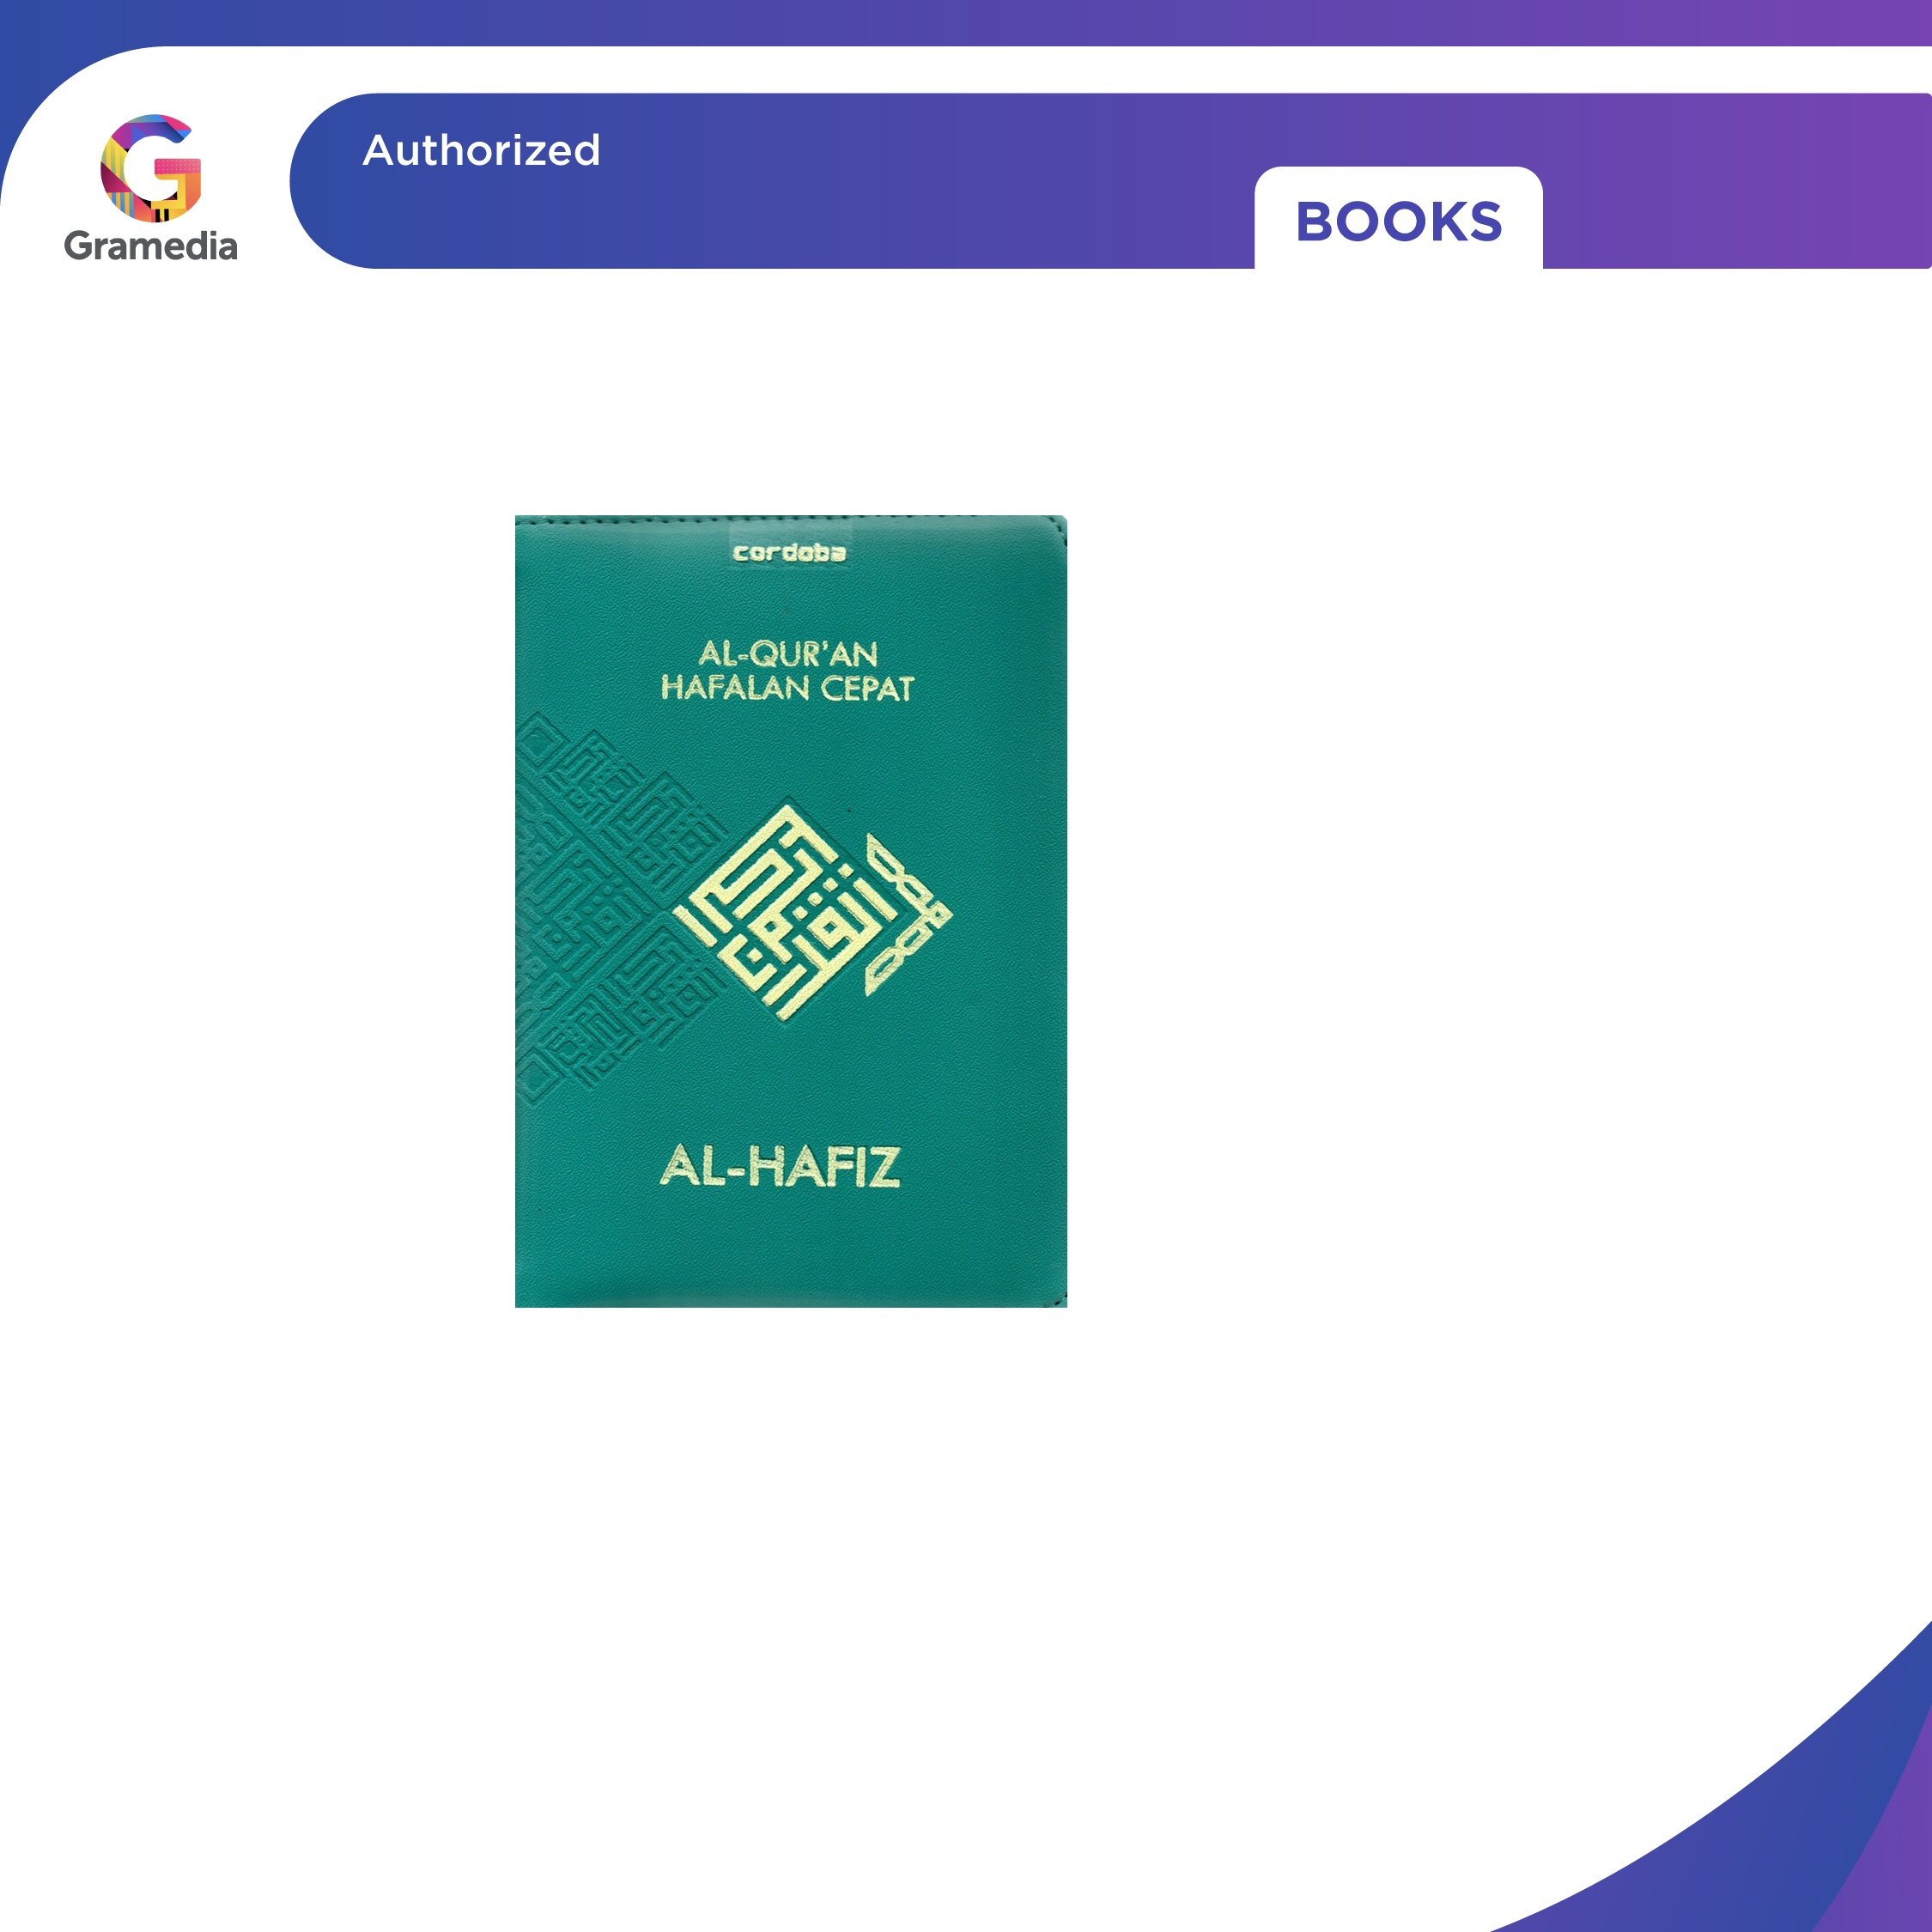 Gramedia
Authorized
BOOKS
cordoba
AL-QUR'AN
HAFALAN CEPAT
AL-HAFIZ